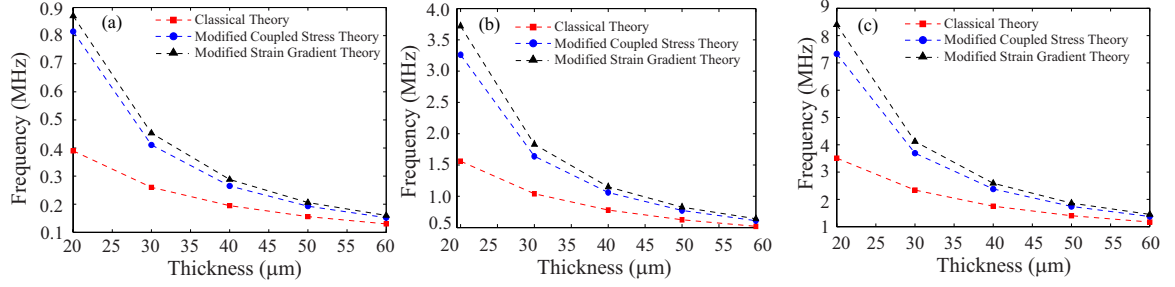 (a)
Classical Theory
Modified Coupled Stress Theory
Modified Strain Gradient Theory
Frequency (MHz)
0.9
0.8
0.7
0.6
0.5
0.4
0.3
0.2
0.1
20 25 30 35 40 45 50 55 60
Thickness (μm)
(b)
Classical Theory
Modified Coupled Stress Theory
Modified Strain Gradient Theory
Frequency (MHz)
4.0
3.5
3.0
2.5
2.0
1.5
1.0
0.5
20 25 30 35 40 45 50 55 60
Thickness (μm)
(c)
Classical Theory
Modified Coupled Stress Theory
Modified Strain Gradient Theory
Frequency (MHz)
9
8
7
6
5
4
3
2
1
20 25 30 35 40 45 50 55 60
Thickness (μm)